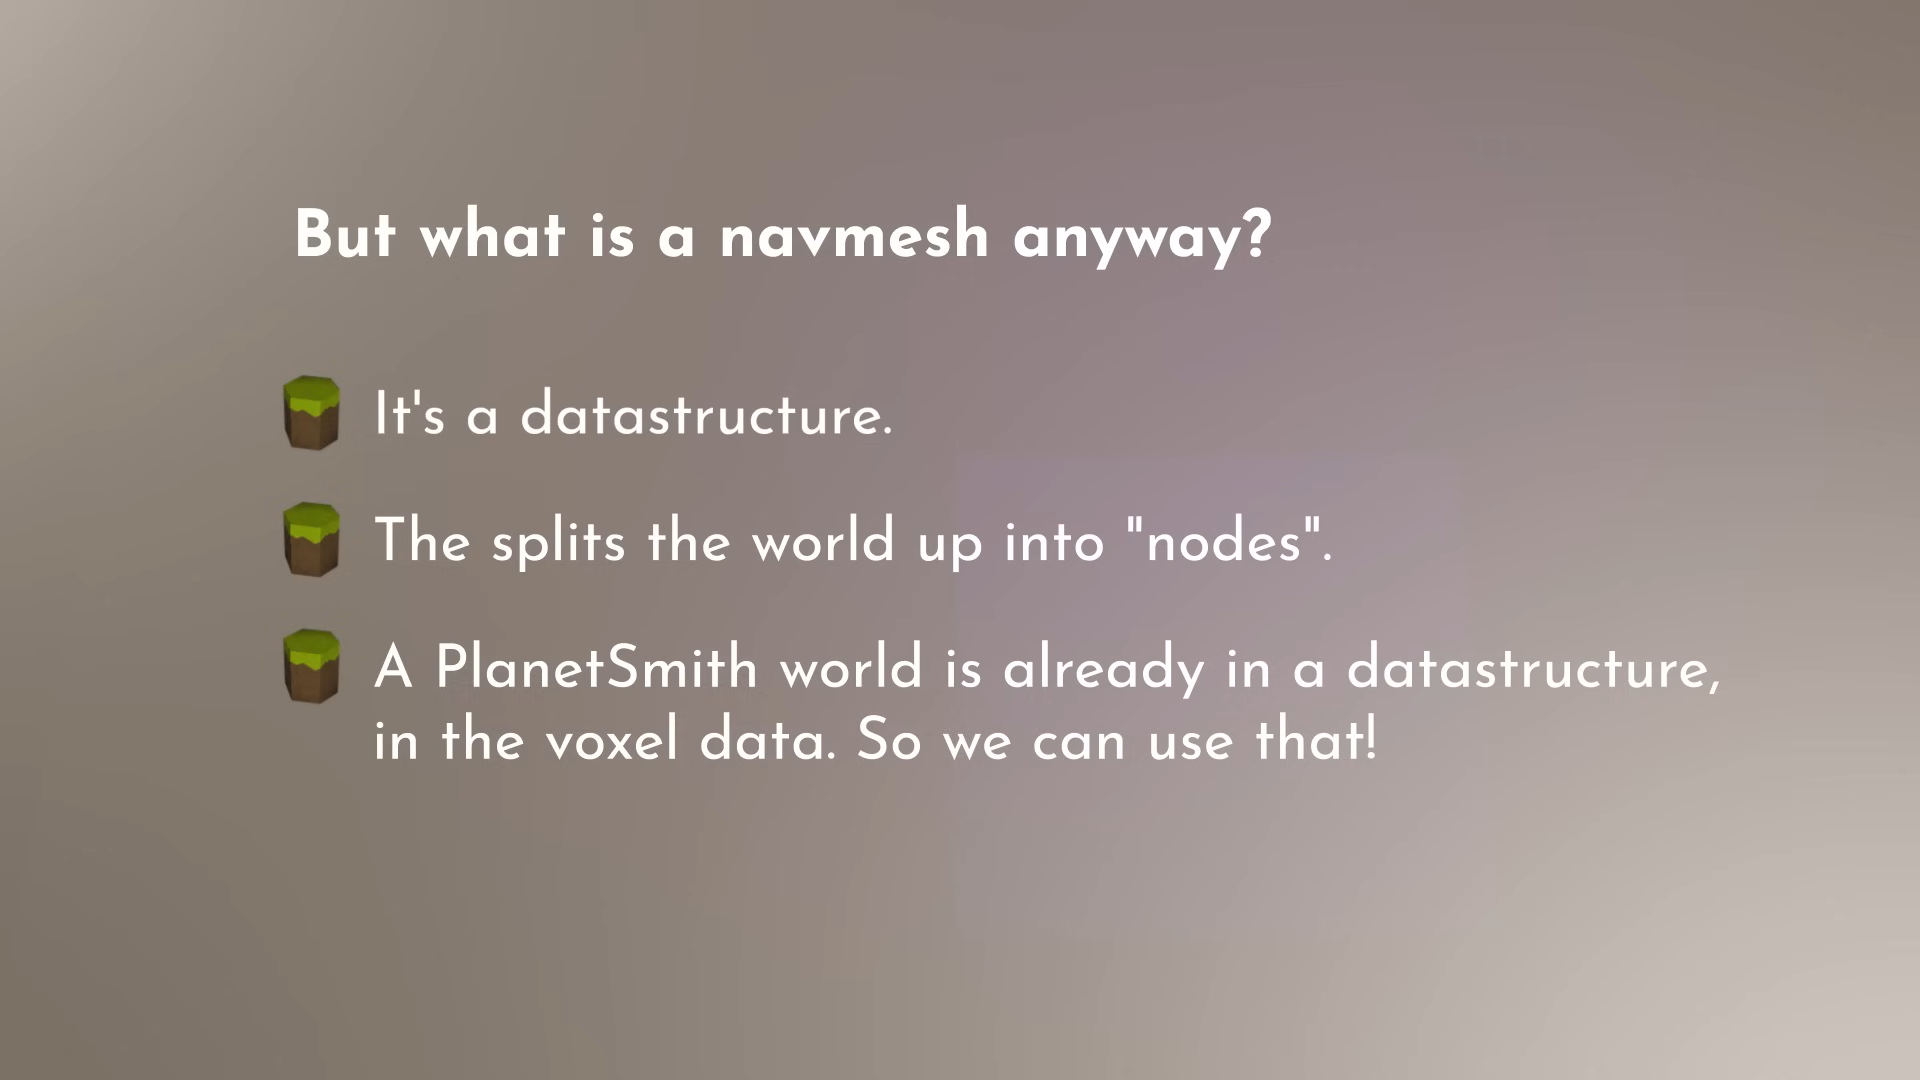 But what is a navmesh anyway?
It's a datastructure.
The splits the world up into "nodes".
A PlanetSmith world is already in a datastructure,
in the voxel data. So we can use that!